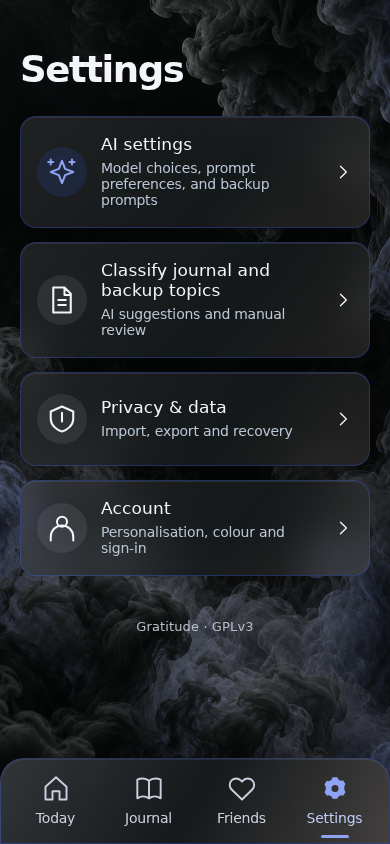 Settings
AI settings
Model choices, prompt
preferences, and backup
prompts
Classify journal and
backup topics
AI suggestions and manual
review
Privacy & data
Import, export and recovery
Account
Personalisation, colour and
sign-in
Gratitude · GPLv3
Today
Journal
Friends
Settings